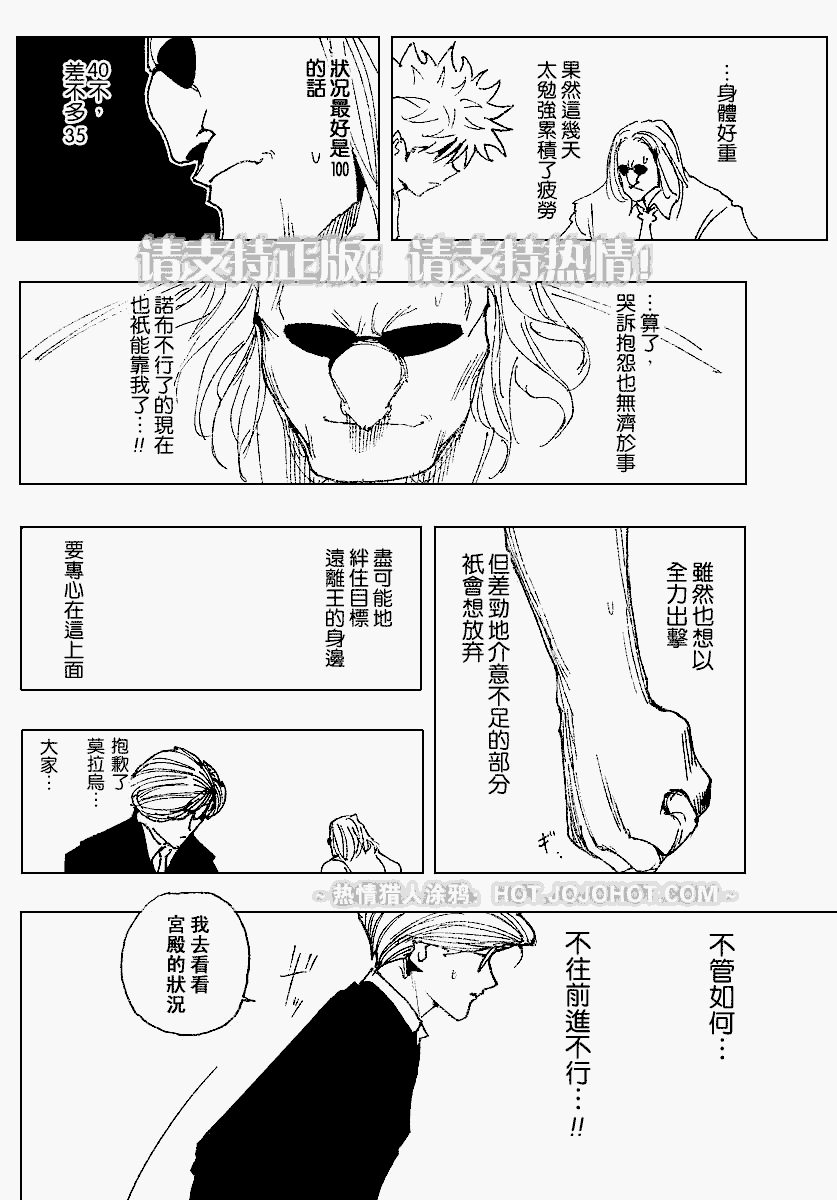 …身體好重
果然這幾天
太勉強累積了疲勞
狀況最好是100
的話
40不，
差不多35
请支持正版！ 请支持热情！
…算了，
哭訴抱怨也無濟於事
諾布不行了的現在
也衹能靠我了…!!
雖然也想以
全力出擊
但差勁地介意不足的部分
衹會想放弃
ギ
盡可能地
絆住目標
遠離王的身邊
要專心在這上面
抱歉了
莫拉烏…
大家…
～热情猎人涂鸦：HOT.JOJOHOT.COM～
不管如何…
不往前進不行…!!
我去看看
宮殿的狀況